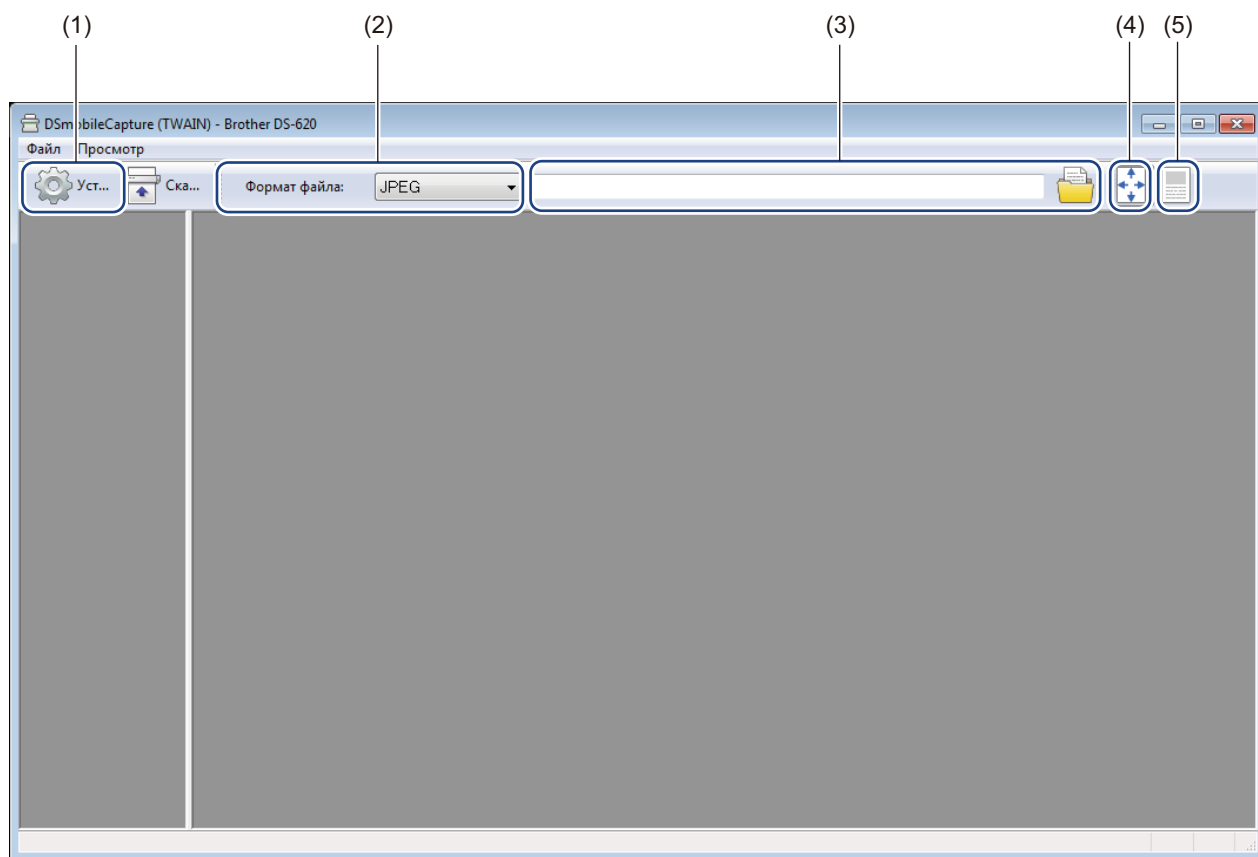 (1) (2) (3) (4) (5)
DSmobileCapture (TWAIN) - Brother DS-620
Файл Просмотр
Уст... Ска... Формат файла: JPEG